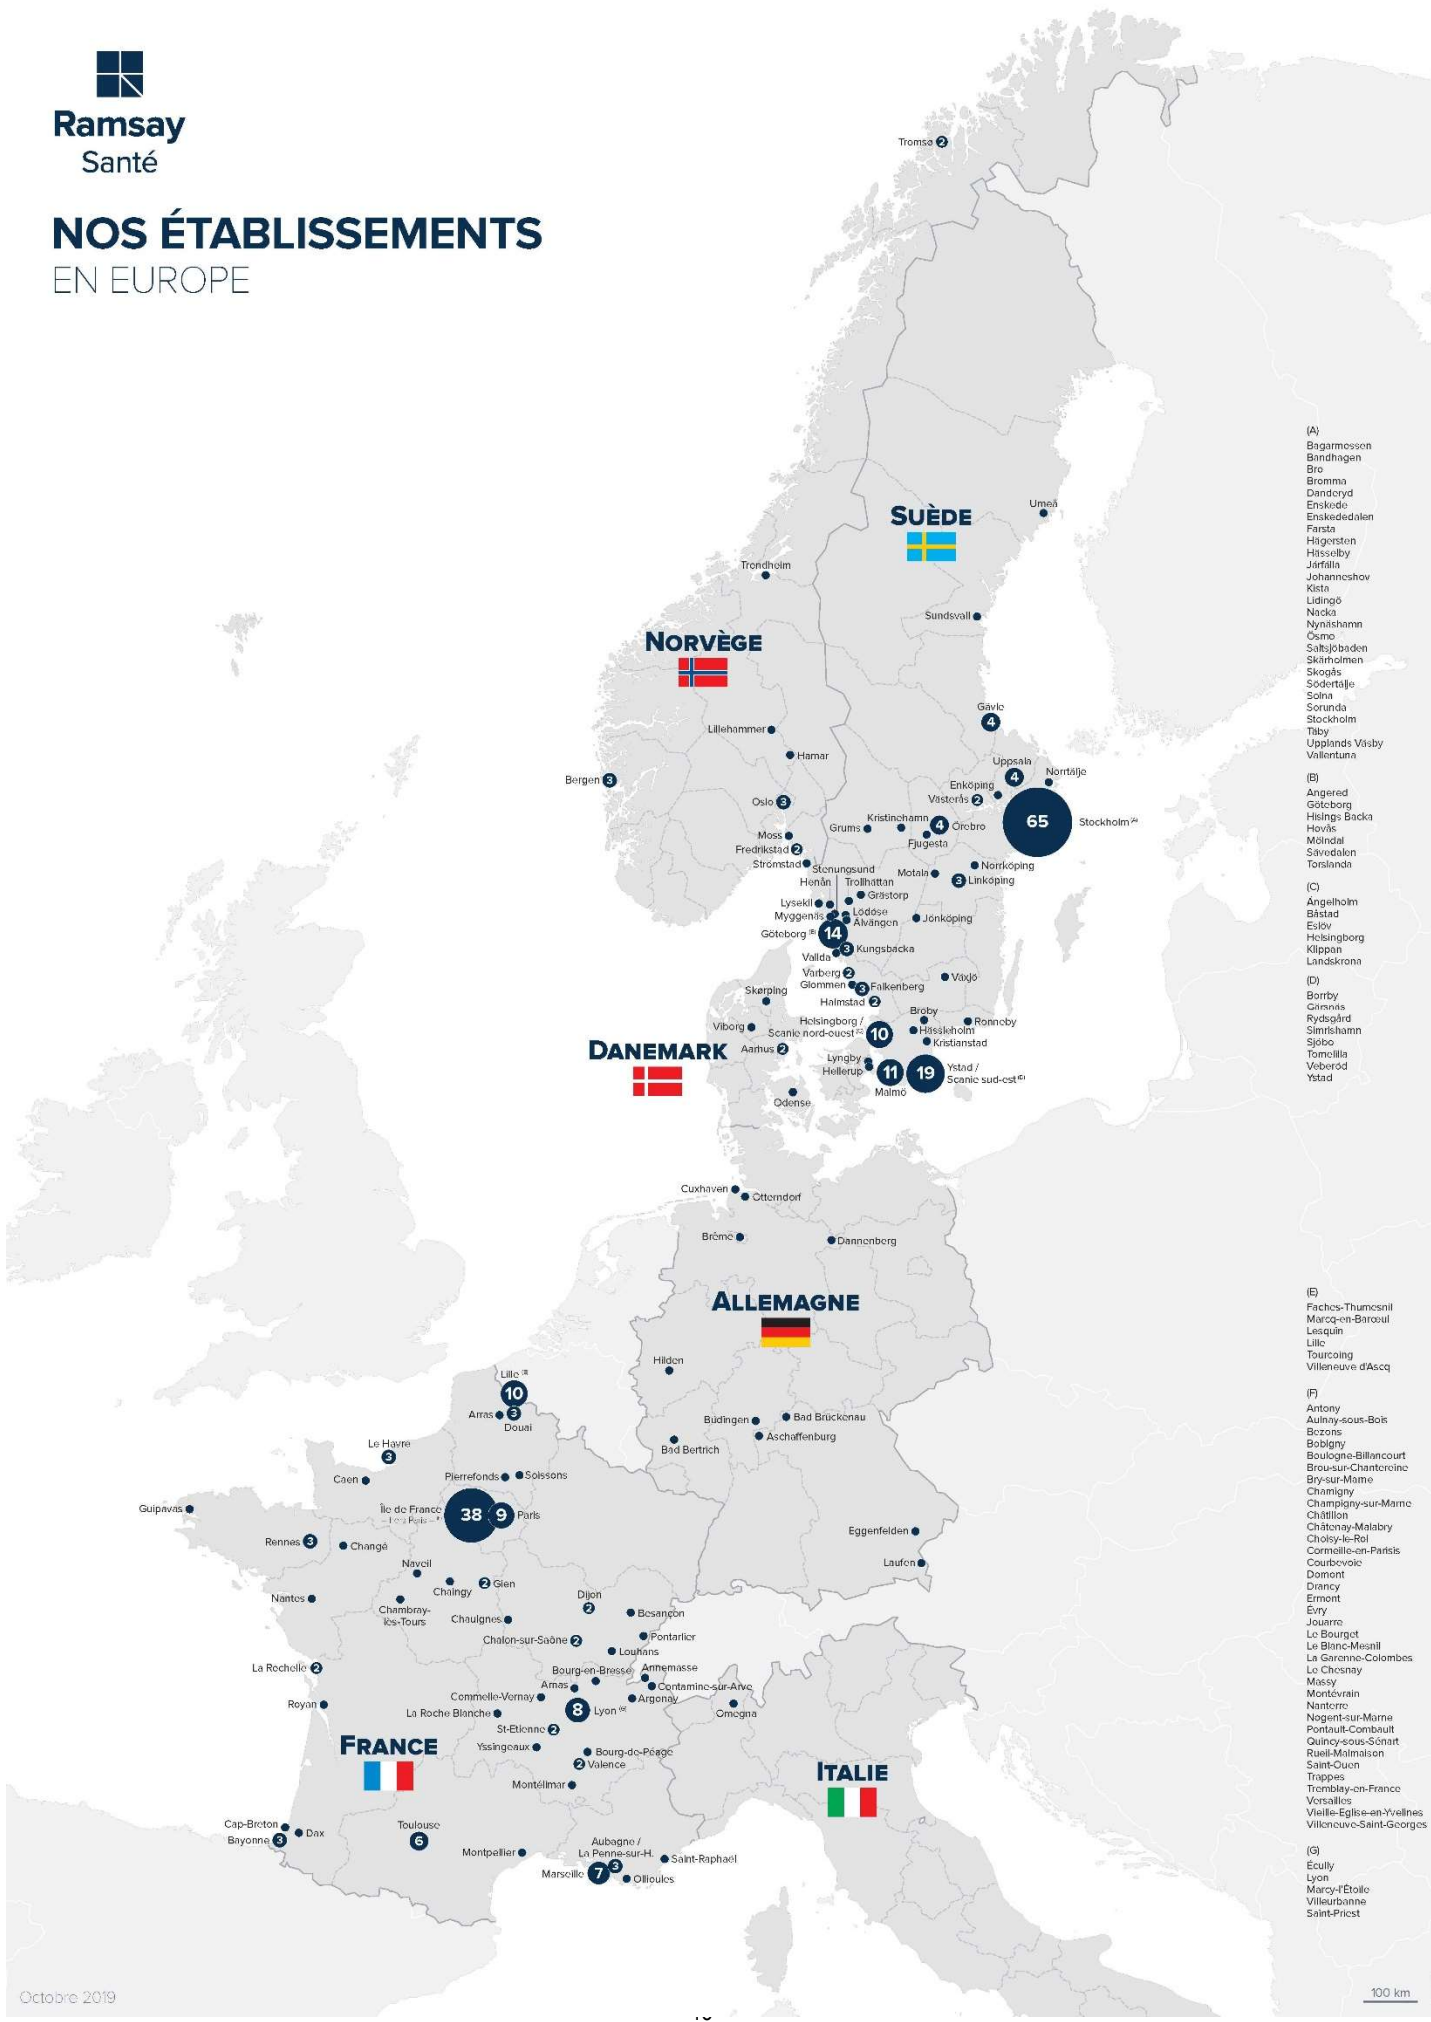 Ramsay
Santé
NOS ÉTABLISSEMENTS
EN EUROPE
Tromsø 2
SUÈDE
Umeå
Trondheim
Sundsvall
NORVÈGE
Gävle
4
Lillehammer
Hamar
Uppsala
4
Norrtälje
Bergen 3
Enköping
Västerås 2
Oslo 3
65
Stockholm (A)
Kristinehamn
Grums
4 Örebro
Fjugesta
Moss
Fredrikstad 2
Strömstad
Stenungsund
Norrköping
Motala
3 Linköping
Henån
Trollhättan
Grästorp
Lysekil
Myggenäs
Lödöse
Älvängen
Jönköping
Göteborg (B) 14
3 Kungsbacka
Vallda
Varberg 2
Glommen
3 Falkenberg
Växjö
Halmstad 2
Skørping
Viborg
Helsingborg /
Scanie nord-ouest (C)
10
Broby
Ronneby
Hässleholm
Kristianstad
DANEMARK
Aarhus 2
Lyngby
Hellerup
11
Malmö
19
Ystad /
Scanie sud-est (D)
Odense
Cuxhaven
Otterndorf
Brême
Dannenberg
ALLEMAGNE
Hilden
Büdingen
Bad Brückenau
Aschaffenburg
Bad Bertrich
Eggenfelden
Laufen
Lille (E)
10
Arras
3
Douai
Le Havre
3
Caen
Pierrefonds
Soissons
Guipavas
Île de France
38
9 Paris
Rennes 3
Changé
Naveil
Chaingy
2 Gien
Nantes
Chambray-
lès-Tours
Dijon
2
Besançon
Chaulgnes
Chalon-sur-Saône 2
Pontarlier
Louhans
La Rochelle 2
Bourg-en-Bresse
Annemasse
Arnas
Contamine-sur-Arve
Royan
Commelle-Vernay
Argonay
La Roche Blanche
8 Lyon (G)
Omegna
St-Etienne 2
FRANCE
Yssingeaux
Bourg-de-Péage
2 Valence
ITALIE
Montélimar
Cap-Breton
Bayonne 3
Dax
Toulouse
6
Montpellier
Aubagne /
La Penne-sur-H.
3
Marseille 7
Saint-Raphaël
Ollioules
(A)
Bagarmossen
Bandhagen
Bro
Bromma
Danderyd
Enskede
Enskededalen
Farsta
Hägersten
Hässelby
Järfälla
Johanneshov
Kista
Lidingö
Nacka
Nynäshamn
Ösmo
Saltsjöbaden
Skärholmen
Skogås
Södertälje
Solna
Sorunda
Stockholm
Täby
Upplands Väsby
Vallentuna
(B)
Angered
Göteborg
Hisings Backa
Hovås
Mölndal
Sävedalen
Torslanda
(C)
Ängelholm
Båstad
Eslöv
Helsingborg
Klippan
Landskrona
(D)
Borrby
Gärsnäs
Rydsgård
Simrishamn
Sjöbo
Tomelilla
Veberöd
Ystad
(E)
Faches-Thumesnil
Marcq-en-Barœul
Lesquin
Lille
Tourcoing
Villeneuve d'Ascq
(F)
Antony
Aulnay-sous-Bois
Bezons
Bobigny
Boulogne-Billancourt
Brou-sur-Chantereine
Bry-sur-Marne
Champigny-sur-Marne
Châtillon
Châtenay-Malabry
Choisy-le-Roi
Cormeille-en-Parisis
Courbevoie
Domont
Drancy
Ermont
Évry
Jouarre
Le Bourget
Le Blanc-Mesnil
La Garenne-Colombes
Le Chesnay
Massy
Montévrain
Nanterre
Nogent-sur-Marne
Pontault-Combault
Quincy-sous-Sénart
Rueil-Malmaison
Saint-Ouen
Trappes
Tremblay-en-France
Versailles
Vieille-Eglise-en-Yvelines
Villeneuve-Saint-Georges
(G)
Écully
Lyon
Marcy-l'Étoile
Villeurbanne
Saint-Priest
Octobre 2019
100 km